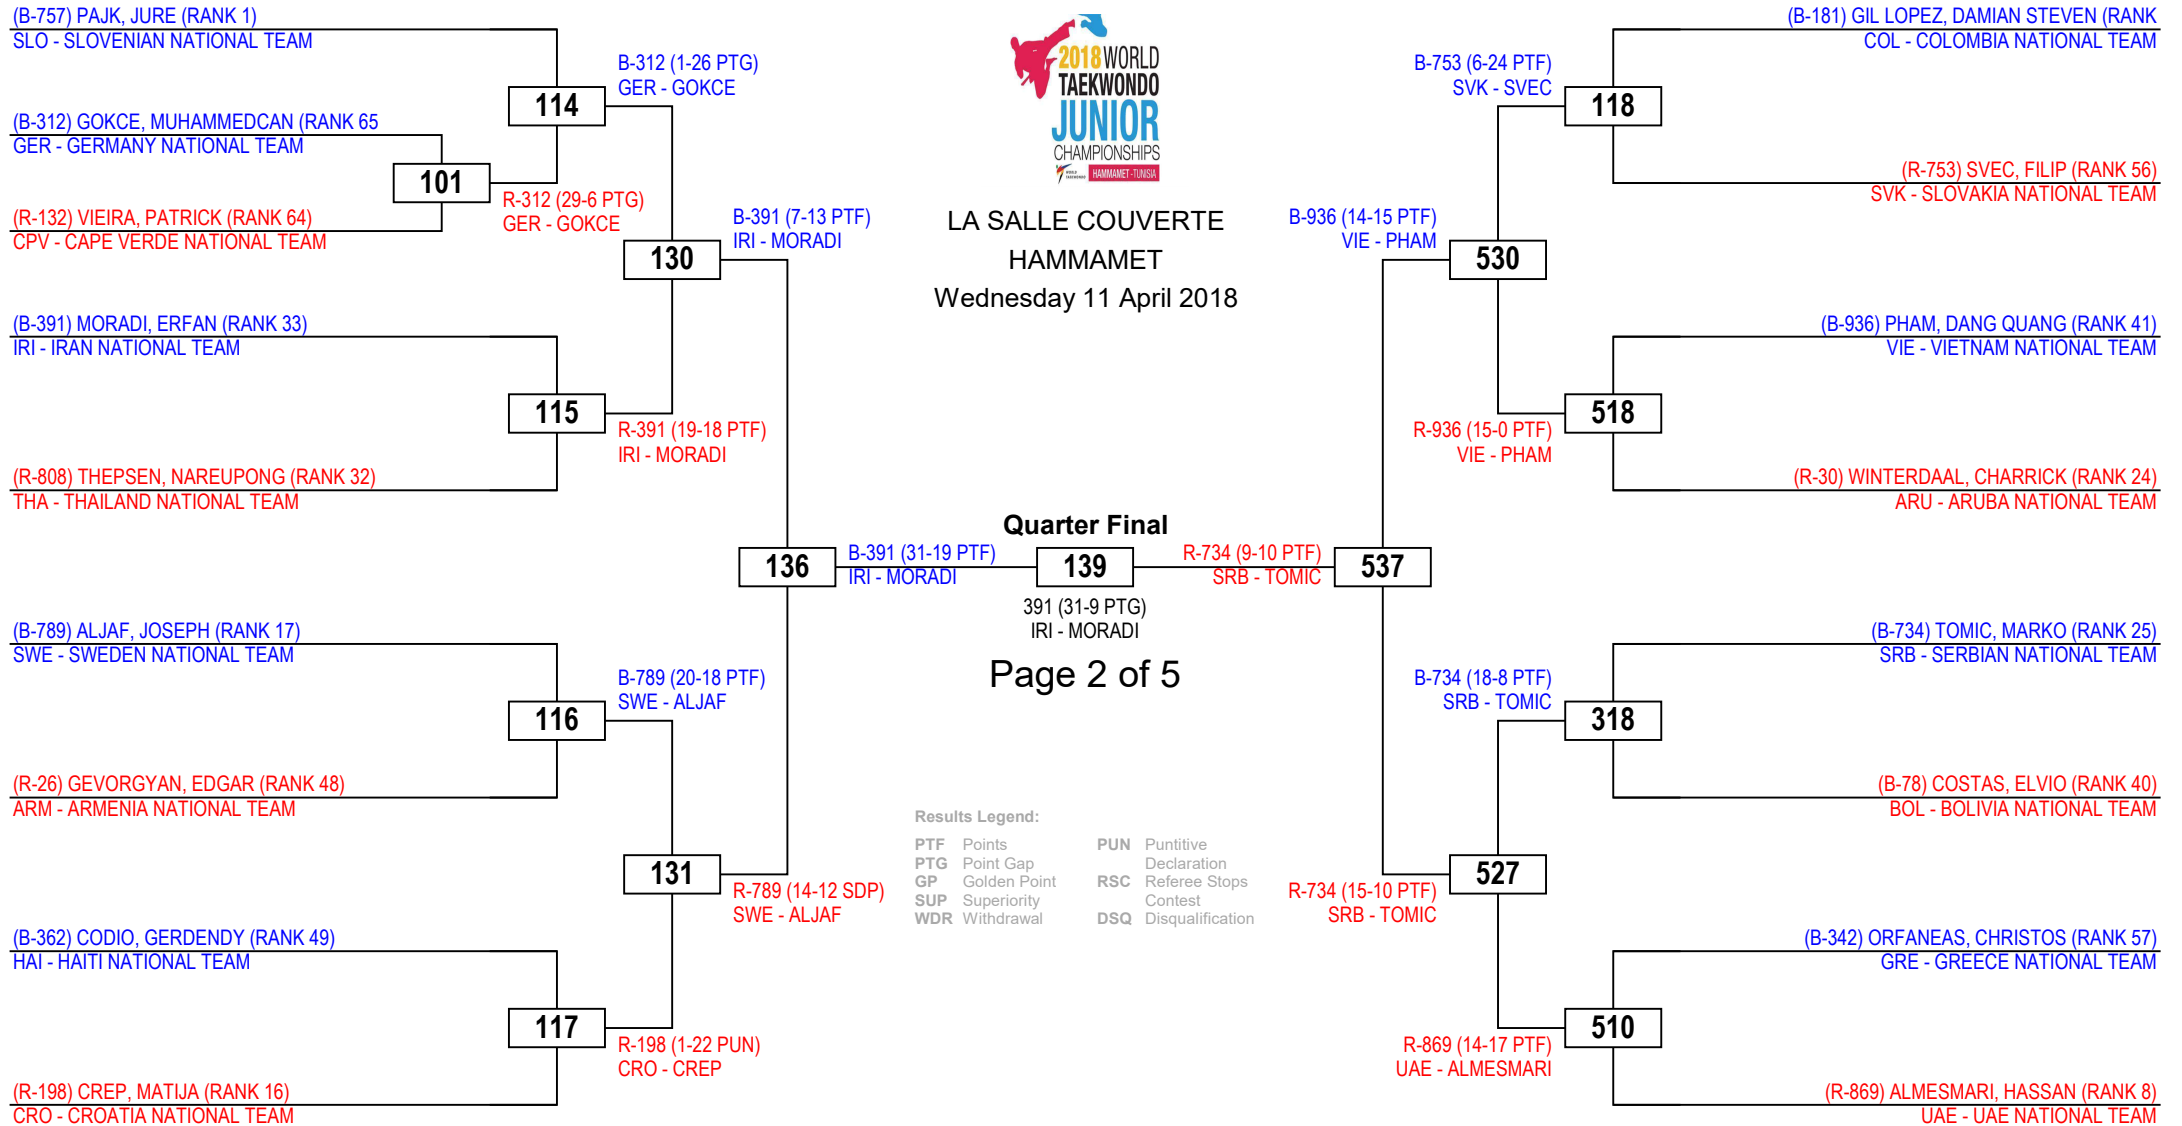 (B-757) PAJK, JURE (RANK 1)
SLO - SLOVENIAN NATIONAL TEAM
(B-312) GOKCE, MUHAMMEDCAN (RANK 65
GER - GERMANY NATIONAL TEAM
(R-132) VIEIRA, PATRICK (RANK 64)
CPV - CAPE VERDE NATIONAL TEAM
(B-391) MORADI, ERFAN (RANK 33)
IRI - IRAN NATIONAL TEAM
(R-808) THEPSEN, NAREUPONG (RANK 32)
THA - THAILAND NATIONAL TEAM
(B-789) ALJAF, JOSEPH (RANK 17)
SWE - SWEDEN NATIONAL TEAM
(R-26) GEVORGYAN, EDGAR (RANK 48)
ARM - ARMENIA NATIONAL TEAM
(B-362) CODIO, GERDENDY (RANK 49)
HAI - HAITI NATIONAL TEAM
(R-198) CREP, MATIJA (RANK 16)
CRO - CROATIA NATIONAL TEAM
101
R-312 (29-6 PTG)
GER - GOKCE
114
B-312 (1-26 PTG)
GER - GOKCE
115
R-391 (19-18 PTF)
IRI - MORADI
116
B-789 (20-18 PTF)
SWE - ALJAF
117
R-198 (1-22 PUN)
CRO - CREP
130
B-391 (7-13 PTF)
IRI - MORADI
131
R-789 (14-12 SDP)
SWE - ALJAF
136
B-391 (31-19 PTF)
IRI - MORADI
2018 WORLD
TAEKWONDO
JUNIOR
CHAMPIONSHIPS
WORLD
TAEKWONDO
HAMMAMET - TUNISIA
LA SALLE COUVERTE
HAMMAMET
Wednesday 11 April 2018
Quarter Final
139
391 (31-9 PTG)
IRI - MORADI
Page 2 of 5
Results Legend:
PTF Points
PTG Point Gap
GP Golden Point
SUP Superiority
WDR Withdrawal
PUN Puntitive
Declaration
RSC Referee Stops
Contest
DSQ Disqualification
R-734 (9-10 PTF)
SRB - TOMIC
537
B-936 (14-15 PTF)
VIE - PHAM
530
R-734 (15-10 PTF)
SRB - TOMIC
527
B-753 (6-24 PTF)
SVK - SVEC
118
R-936 (15-0 PTF)
VIE - PHAM
518
B-734 (18-8 PTF)
SRB - TOMIC
318
R-869 (14-17 PTF)
UAE - ALMESMARI
510
(B-181) GIL LOPEZ, DAMIAN STEVEN (RANK
COL - COLOMBIA NATIONAL TEAM
(R-753) SVEC, FILIP (RANK 56)
SVK - SLOVAKIA NATIONAL TEAM
(B-936) PHAM, DANG QUANG (RANK 41)
VIE - VIETNAM NATIONAL TEAM
(R-30) WINTERDAAL, CHARRICK (RANK 24)
ARU - ARUBA NATIONAL TEAM
(B-734) TOMIC, MARKO (RANK 25)
SRB - SERBIAN NATIONAL TEAM
(B-78) COSTAS, ELVIO (RANK 40)
BOL - BOLIVIA NATIONAL TEAM
(B-342) ORFANEAS, CHRISTOS (RANK 57)
GRE - GREECE NATIONAL TEAM
(R-869) ALMESMARI, HASSAN (RANK 8)
UAE - UAE NATIONAL TEAM